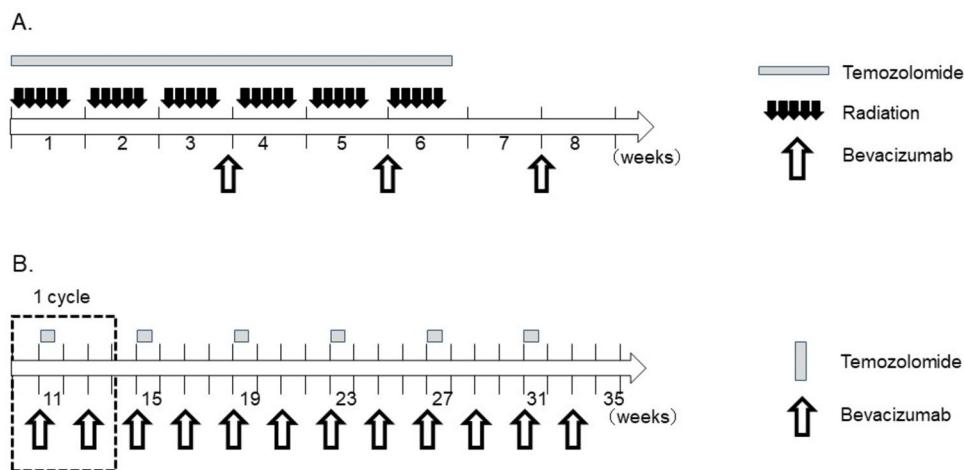 A.
Temozolomide
Radiation
Bevacizumab
1 2 3 4 5 6 7 8
(weeks)
B.
1 cycle
11 15 19 23 27 31 35
(weeks)
Temozolomide
Bevacizumab